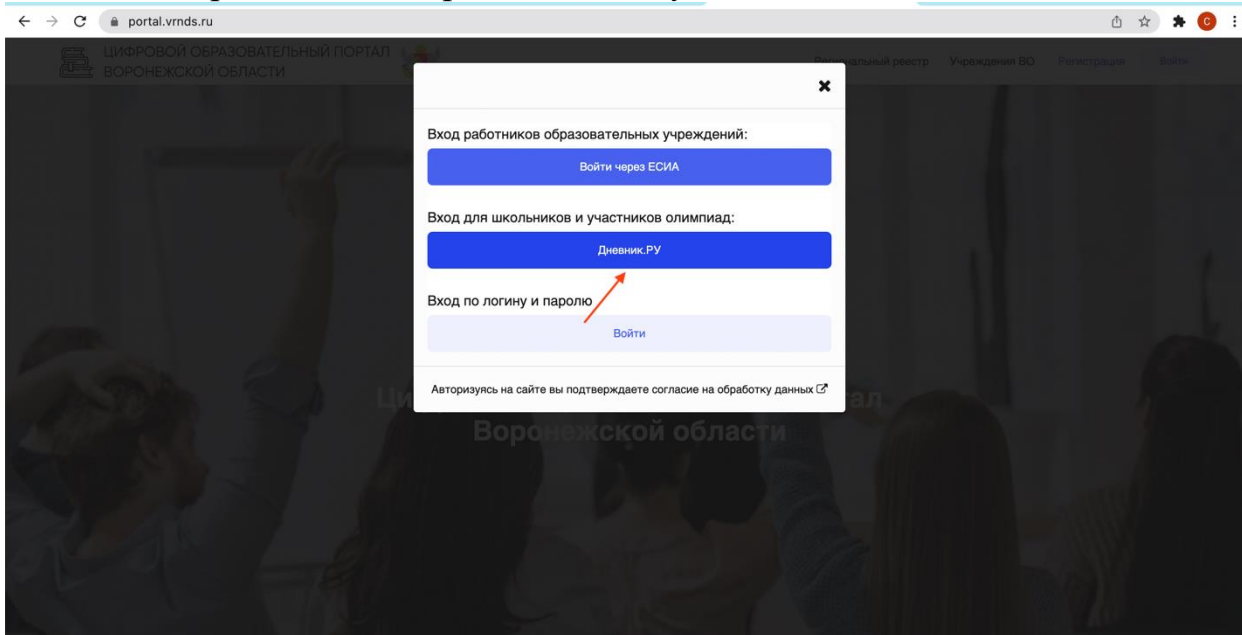 portal.vrnds.ru
C
ЦИФРОВОЙ ОБРАЗОВАТЕЛЬНЫЙ ПОРТАЛ
ВОРОНЕЖСКОЙ ОБЛАСТИ
реестр Учреждения ВО Регистрация Войти
Вход работников образовательных учреждений:
Войти через ЕСИА
Вход для школьников и участников олимпиад:
Дневник.РУ
Вход по логину и паролю
Войти
Авторизуясь на сайте вы подтверждаете согласие на обработку данных
Воронежской области